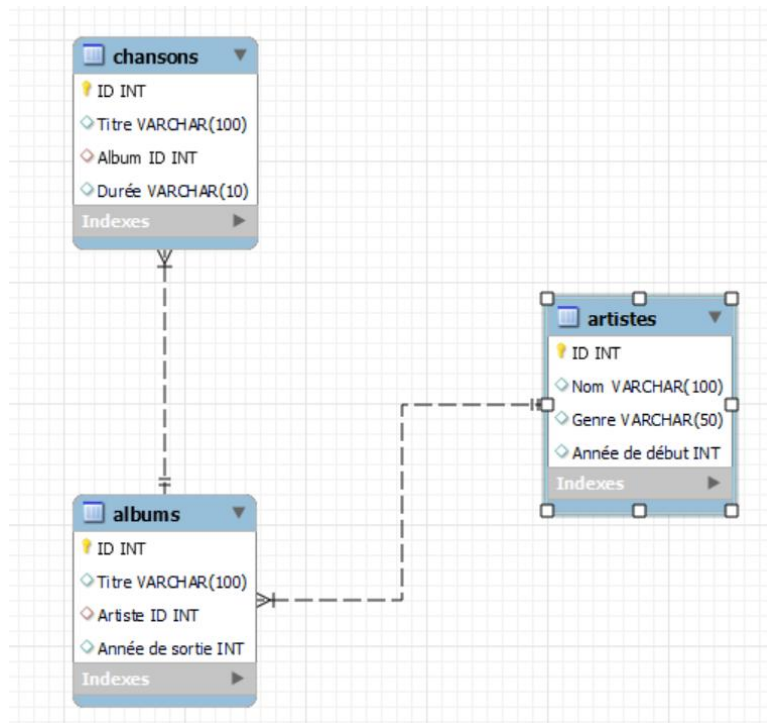 chansons
ID INT
Titre VARCHAR(100)
Album ID INT
Durée VARCHAR(10)
Indexes
artistes
ID INT
Nom VARCHAR(100)
Genre VARCHAR(50)
Année de début INT
Indexes
albums
ID INT
Titre VARCHAR(100)
Artiste ID INT
Année de sortie INT
Indexes